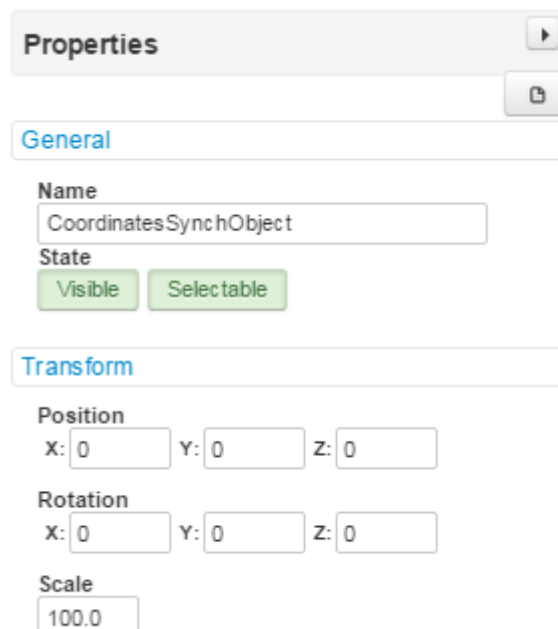 Properties
General
Name
CoordinatesSynchObject
State
Visible Selectable
Transform
Position
X: 0 Y: 0 Z: 0
Rotation
X: 0 Y: 0 Z: 0
Scale
100.0